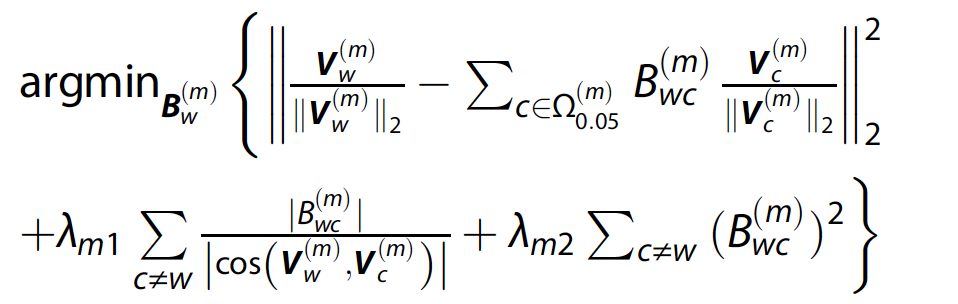 argmin_{𝑩_w^{(m)}} { ‖ 𝑽_w^{(m)} / ‖𝑽_w^{(m)}‖_2 − ∑_{c∈Ω_{0.05}^{(m)}} B_{wc}^{(m)} 𝑽_c^{(m)} / ‖𝑽_c^{(m)}‖_2 ‖_2^2
+λ_{m1} ∑_{c≠w} |B_{wc}^{(m)}| / |cos(𝑽_w^{(m)},𝑽_c^{(m)})| + λ_{m2} ∑_{c≠w} (B_{wc}^{(m)})^2 }